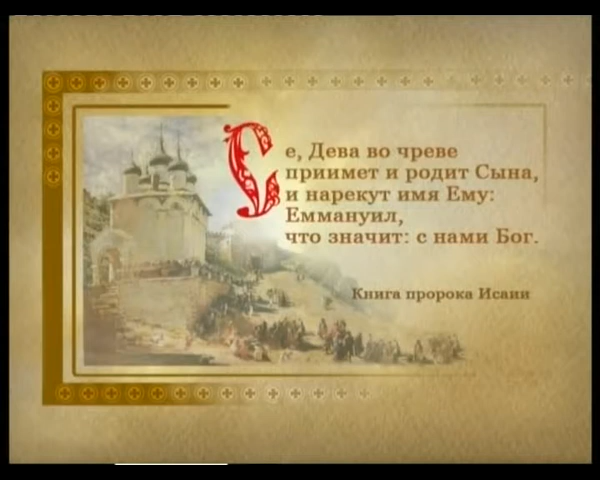 Се, Дева во чреве
приимет и родит Сына,
и нарекут имя Ему:
Еммануил,
что значит: с нами Бог.
Книга пророка Исаии